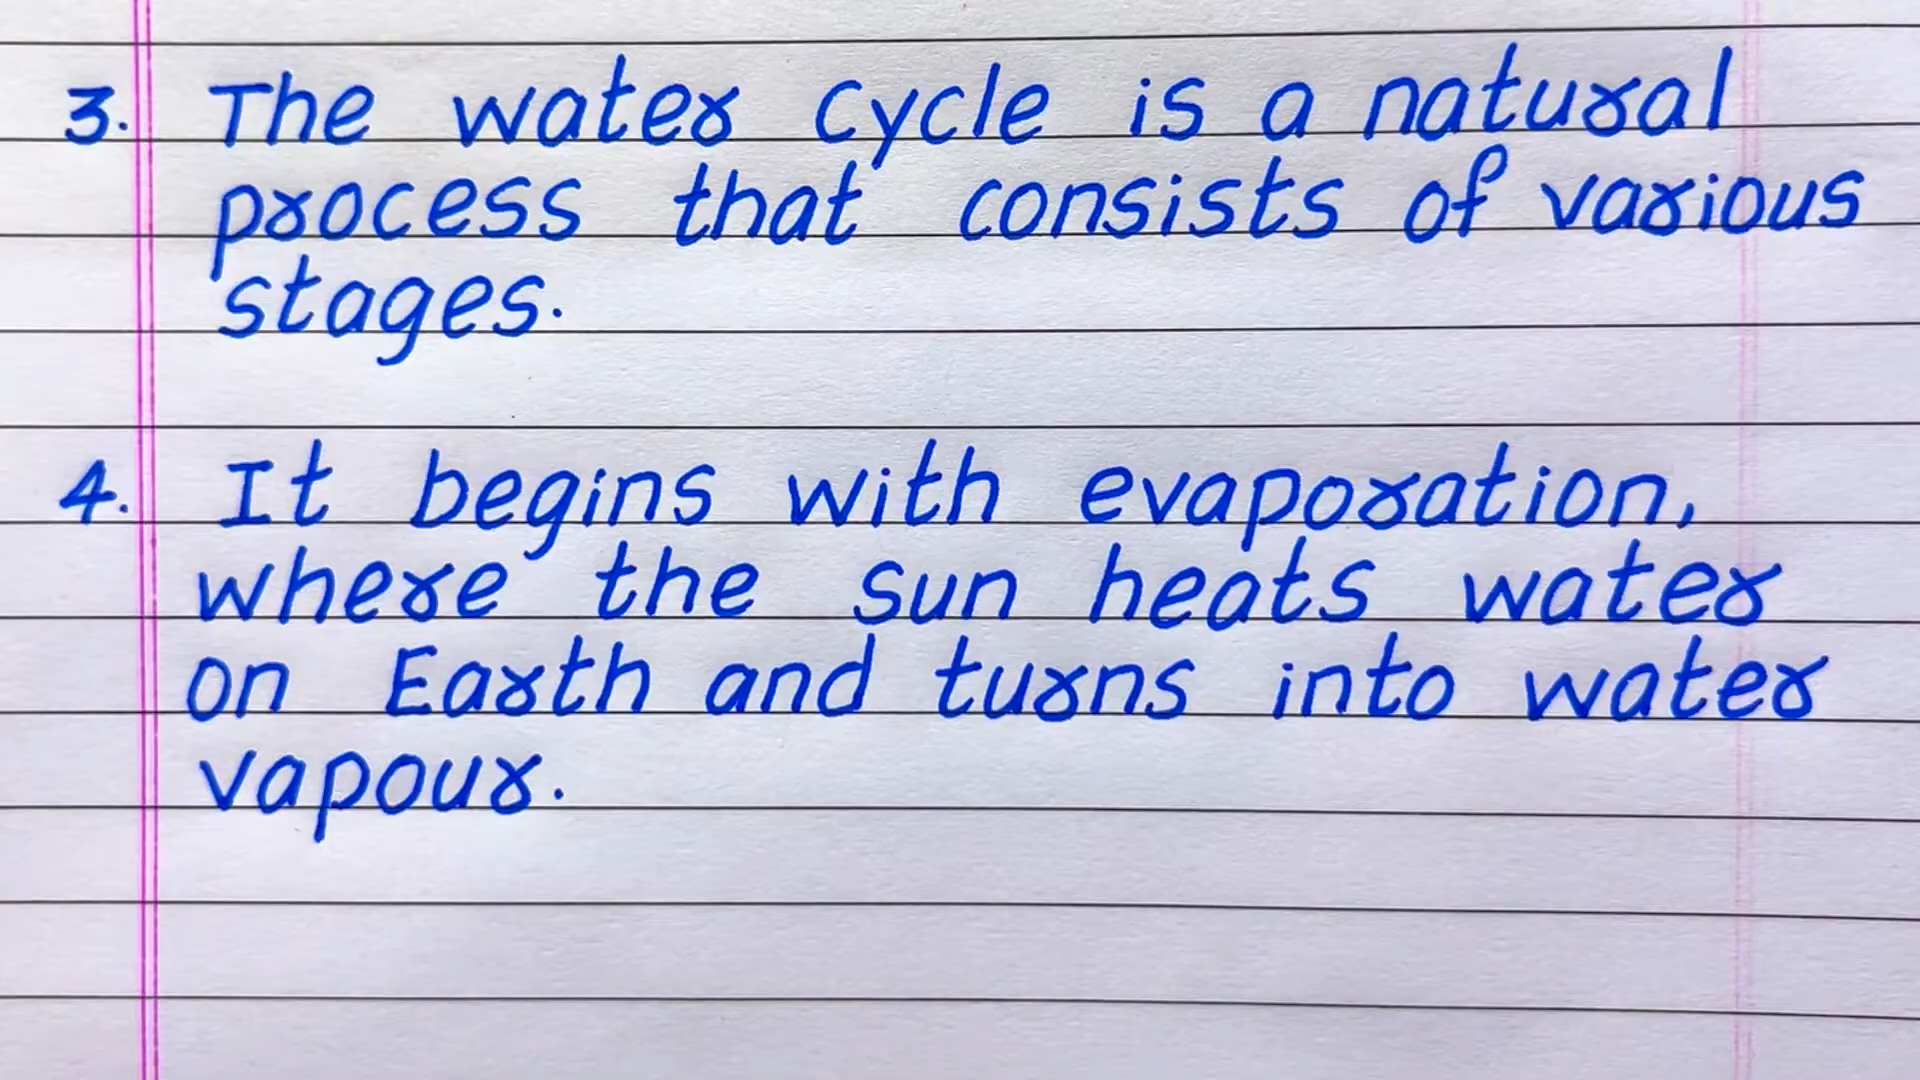 3. The water cycle is a natural
process that consists of various
stages.
4. It begins with evaporation,
where the sun heats water
on Earth and turns into water
vapour.